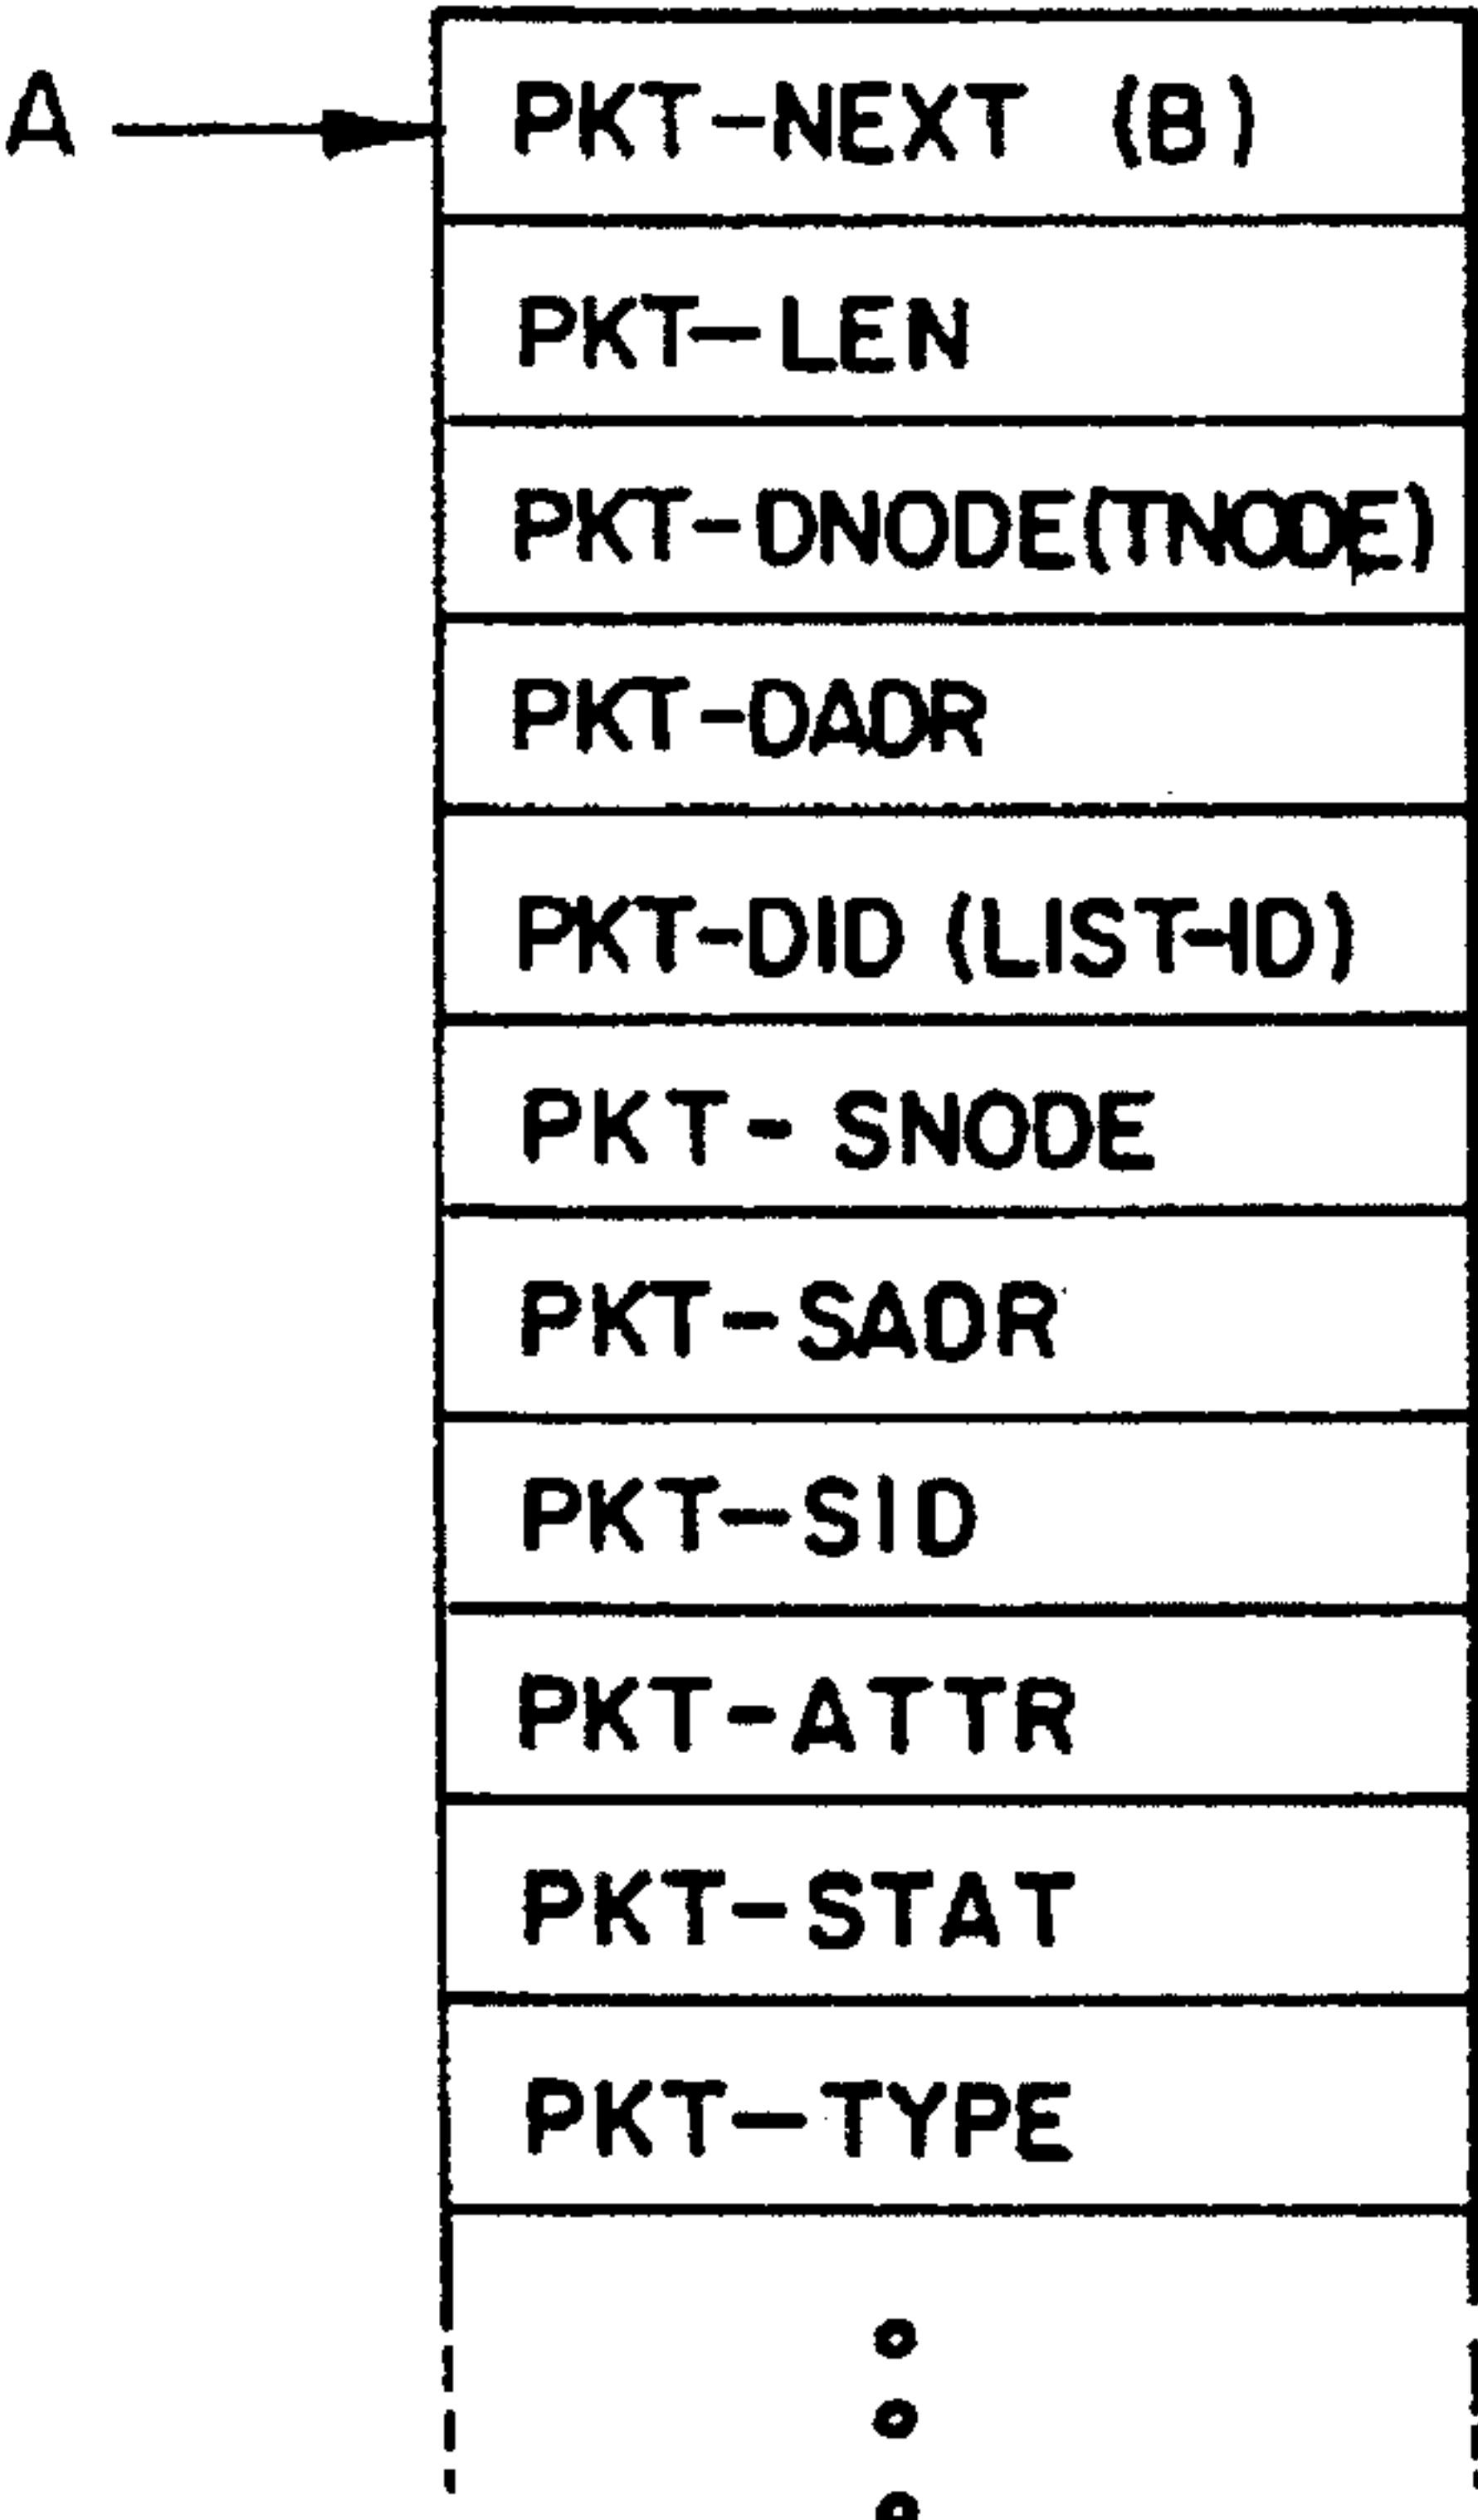 A
PKT-NEXT (B)
PKT-LEN
PKT-DNODE(TNODE)
PKT-DADR
PKT-DID (LIST-ID)
PKT-SNODE
PKT-SADR
PKT-SID
PKT-ATTR
PKT-STAT
PKT-TYPE